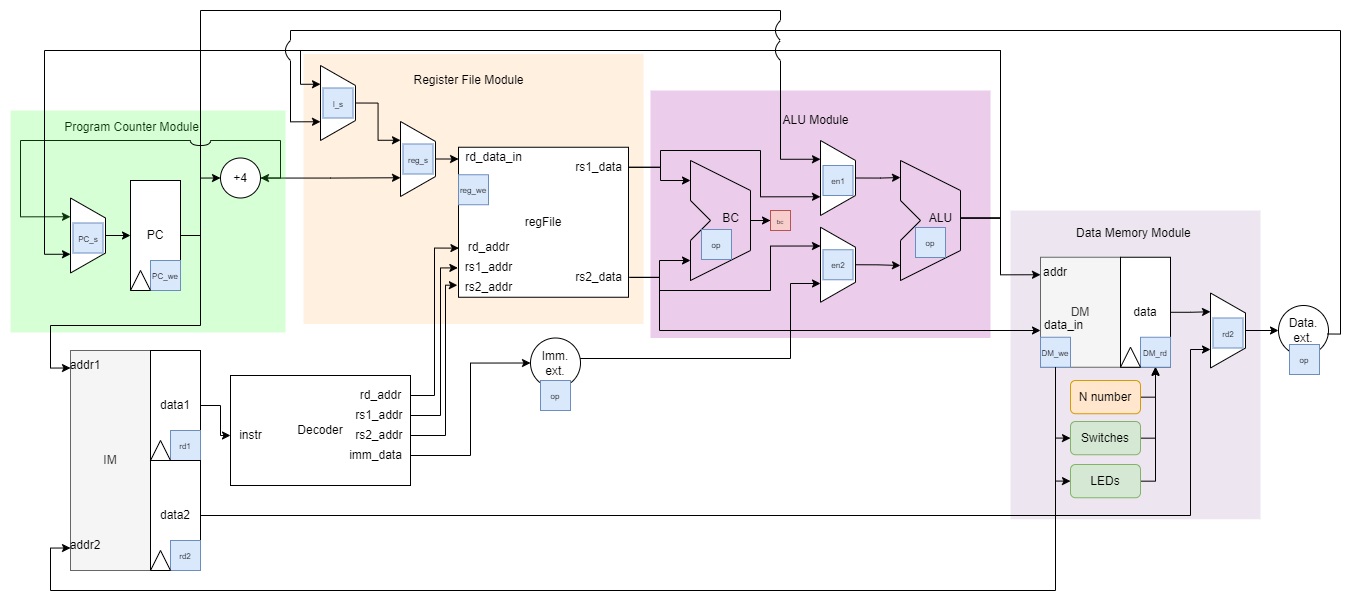 Register File Module
l_s
ALU Module
Program Counter Module
rd_data_in
reg_s
rs1_data
+4
en1
reg_we
regFile
BC
bc
ALU
PC_s
PC
op
op
Data Memory Module
rd_addr
rs1_addr
rs2_addr
rs2_data
en2
PC_we
addr
DM
data
data_in
rd2
Data.
ext.
op
DM_we
DM_rd
addr1
Imm.
ext.
op
data1
rd_addr
rs1_addr
rs2_addr
imm_data
instr
Decoder
N number
Switches
LEDs
rd1
IM
data2
addr2
rd2